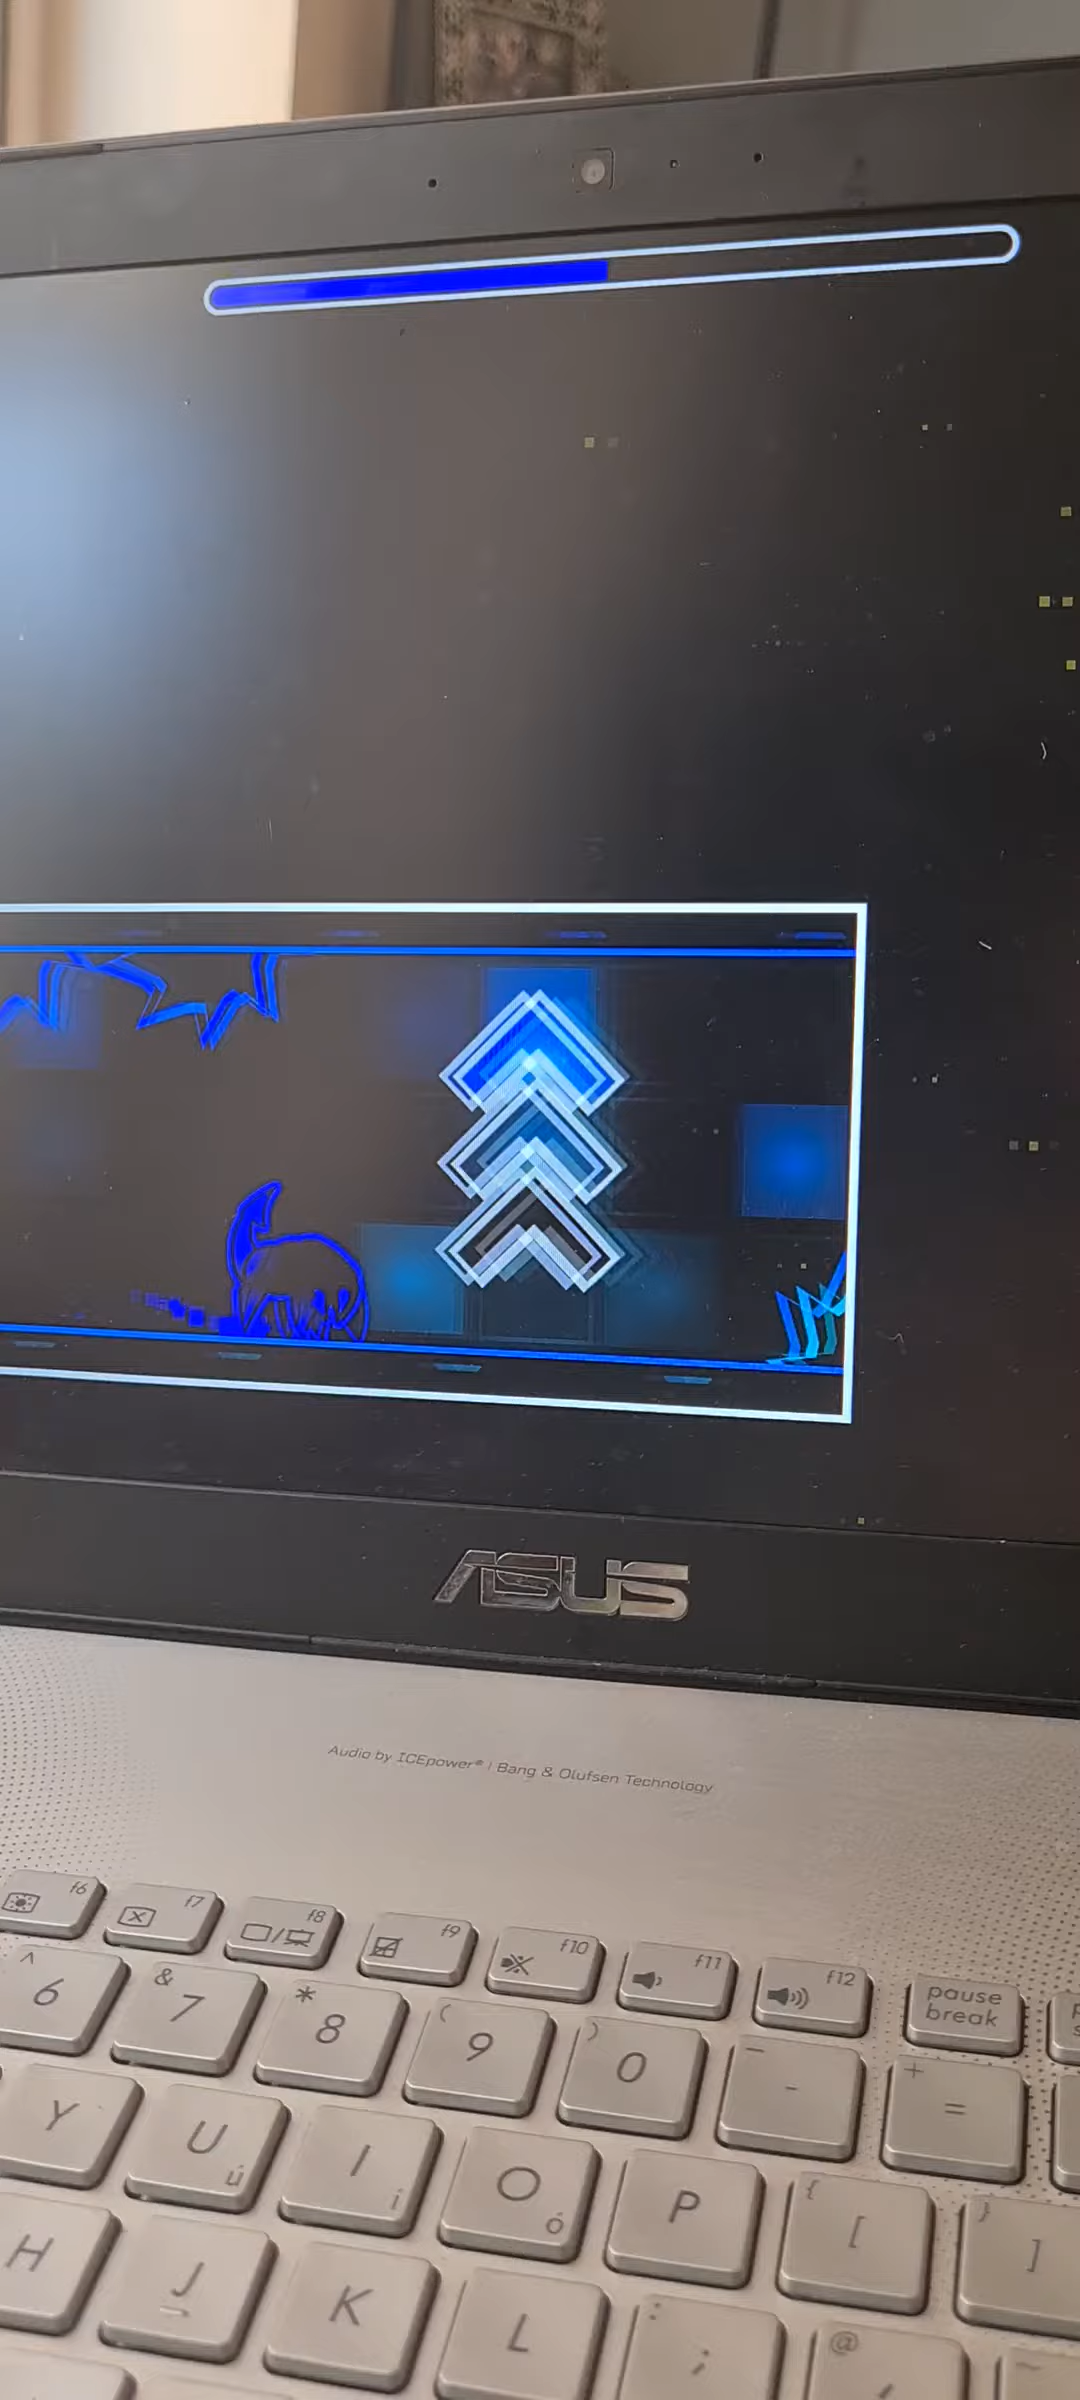 ASUS
Audio by ICEpower® | Bang & Olufsen Technology
f6 f7 f8 f9 f10 f11 f12 pause break
^ 6 & 7 * 8 ( 9 ) 0 _ - + =
Y U ú I í O ó P { [ } ]
H J K L : ; @